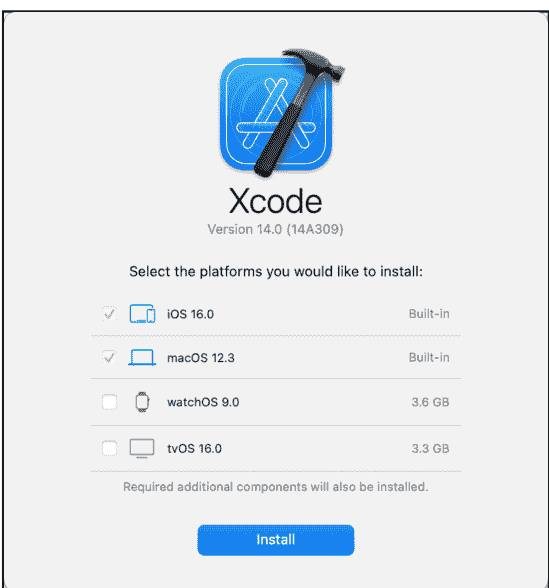 Xcode
Version 14.0 (14A309)
Select the platforms you would like to install:
iOS 16.0 Built-in
macOS 12.3 Built-in
watchOS 9.0 3.6 GB
tvOS 16.0 3.3 GB
Required additional components will also be installed.
Install